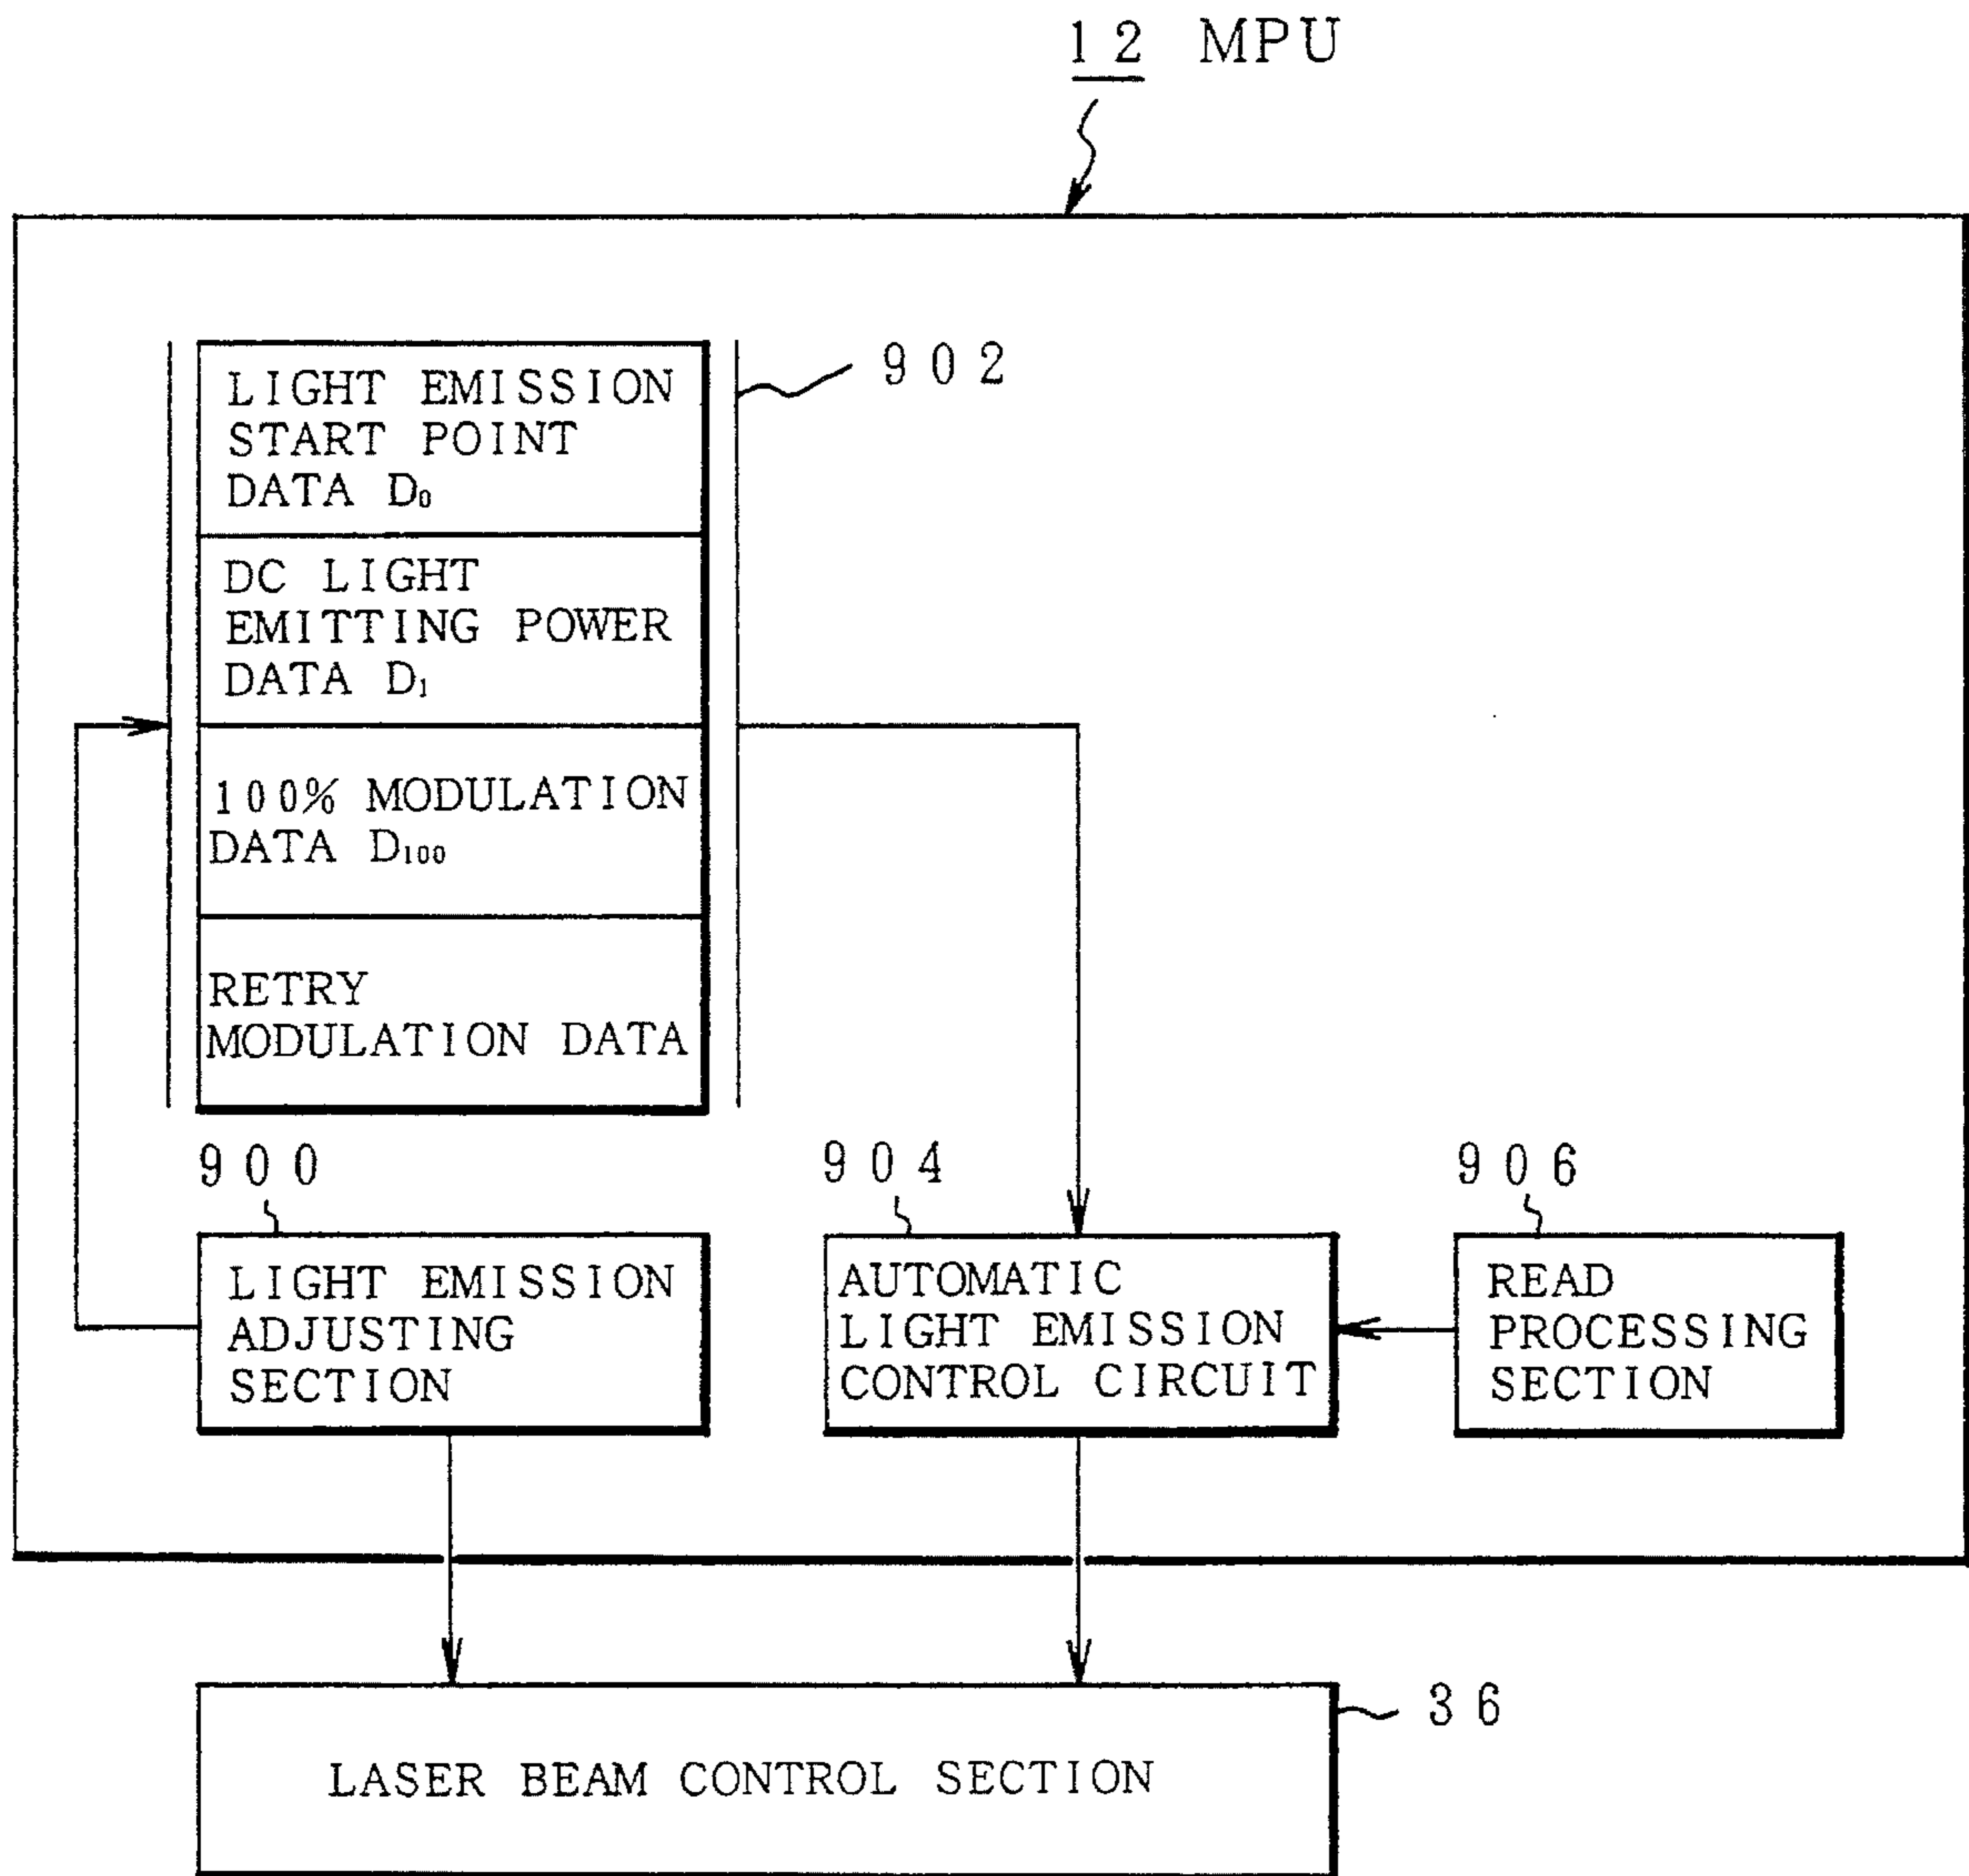 12 MPU
902
LIGHT EMISSION
START POINT
DATA D₀
DC LIGHT
EMITTING POWER
DATA D₁
100% MODULATION
DATA D₁₀₀
RETRY
MODULATION DATA
900
904
906
LIGHT EMISSION
ADJUSTING
SECTION
AUTOMATIC
LIGHT EMISSION
CONTROL CIRCUIT
READ
PROCESSING
SECTION
36
LASER BEAM CONTROL SECTION